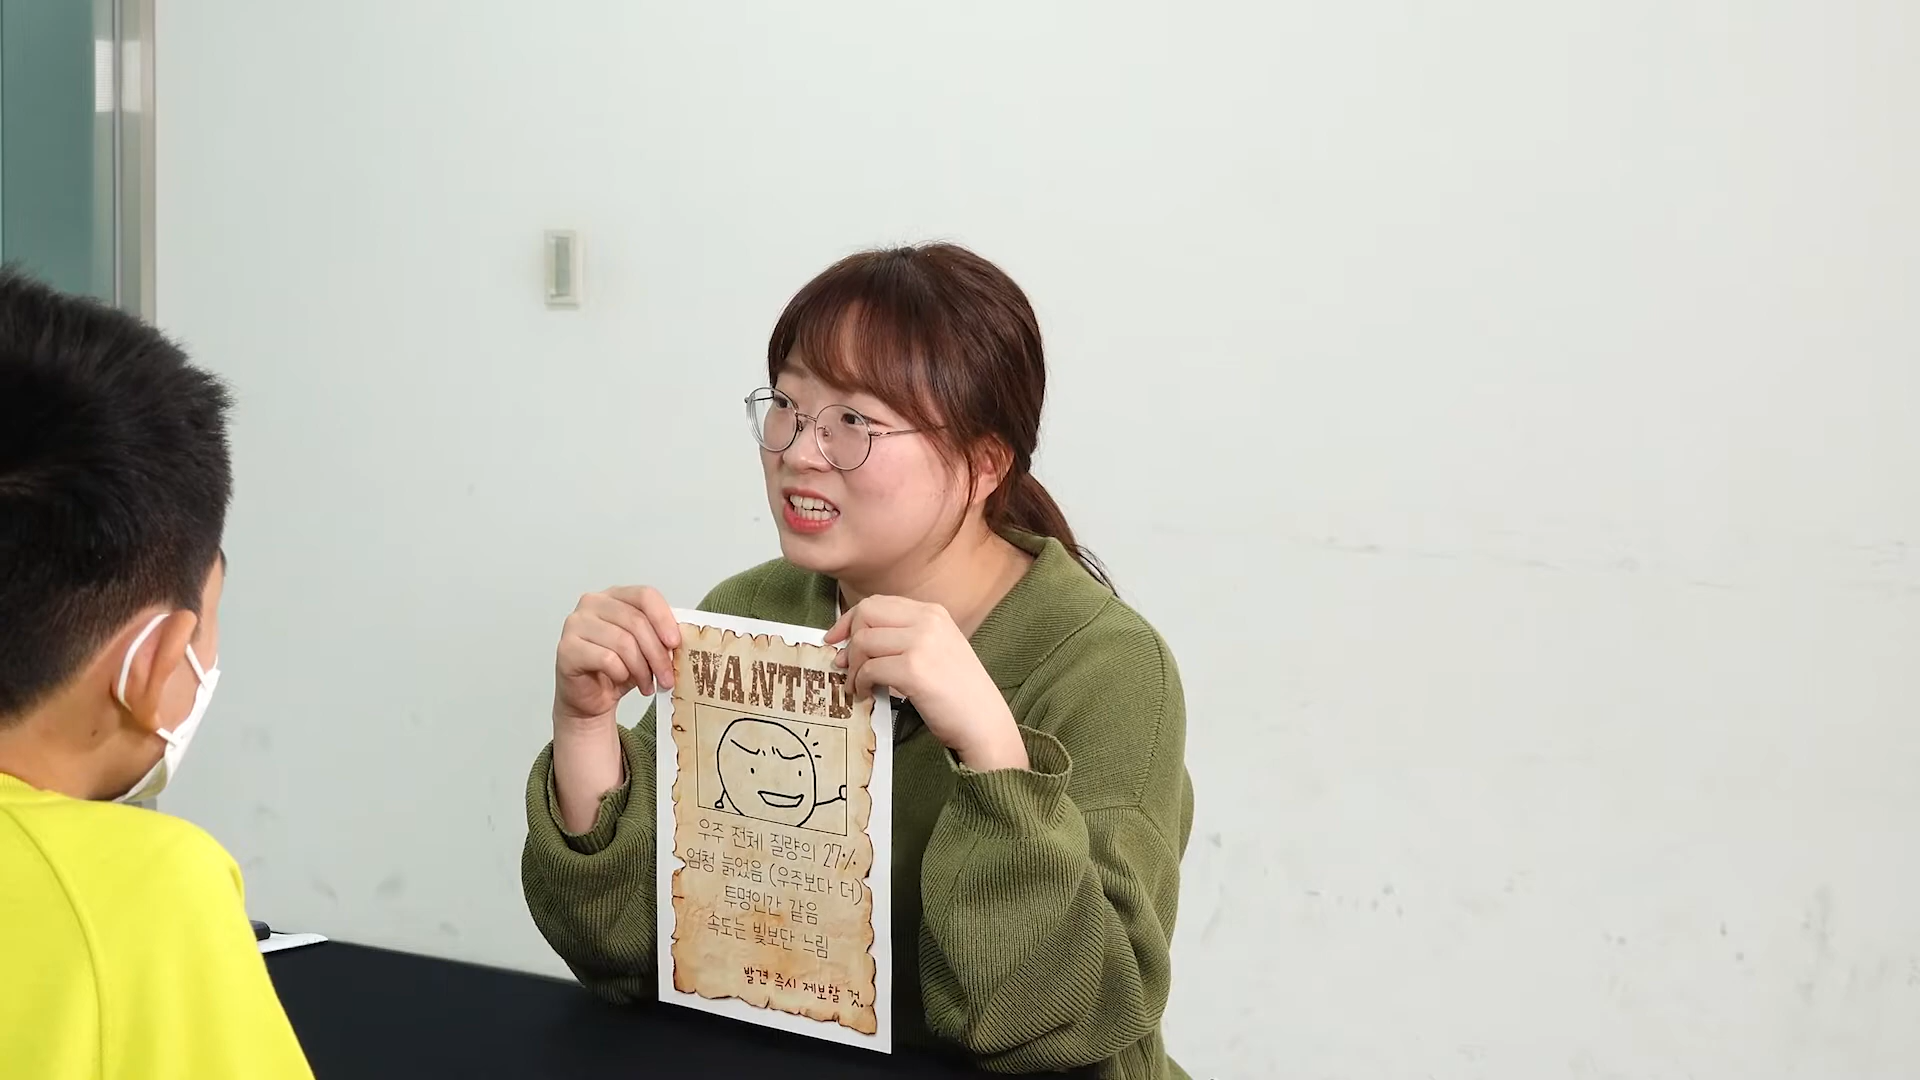 WANTED
우주 전체 질량의 27%
엄청 늙었음 (우주보다 더)
투명인간 같음
속도는 빛보단 느림
발견 즉시 제보할 것.